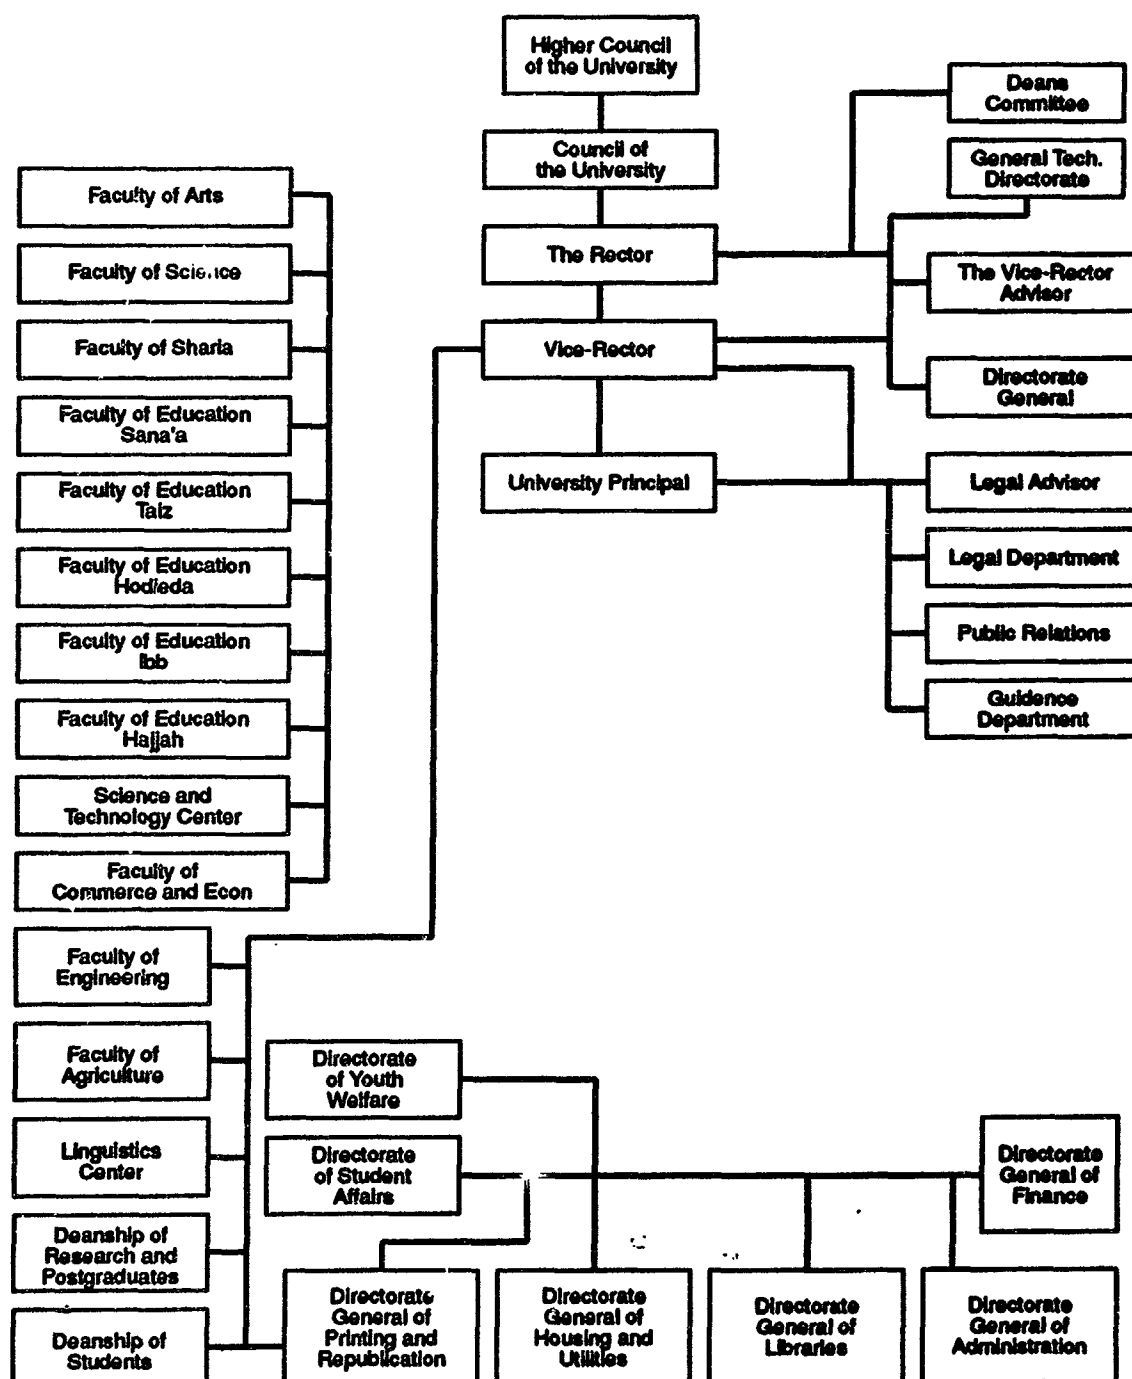 Higher Council
of the University
Deans
Committee
Council of
the University
General Tech.
Directorate
Faculty of Arts
The Rector
Faculty of Science
The Vice-Rector
Advisor
Faculty of Sharia
Vice-Rector
Directorate
General
Faculty of Education
Sana'a
University Principal
Legal Advisor
Faculty of Education
Taiz
Legal Department
Faculty of Education
Hodieda
Public Relations
Faculty of Education
Ibb
Guidence
Department
Faculty of Education
Hajjah
Science and
Technology Center
Faculty of
Commerce and Econ
Faculty of
Engineering
Faculty of
Agriculture
Directorate
of Youth
Welfare
Linguistics
Center
Directorate
of Student
Affairs
Directorate
General of
Finance
Deanship of
Research and
Postgraduates
Deanship of
Students
Directorate
General of
Printing and
Republication
Directorate
General of
Housing and
Utilities
Directorate
General of
Libraries
Directorate
General of
Administration